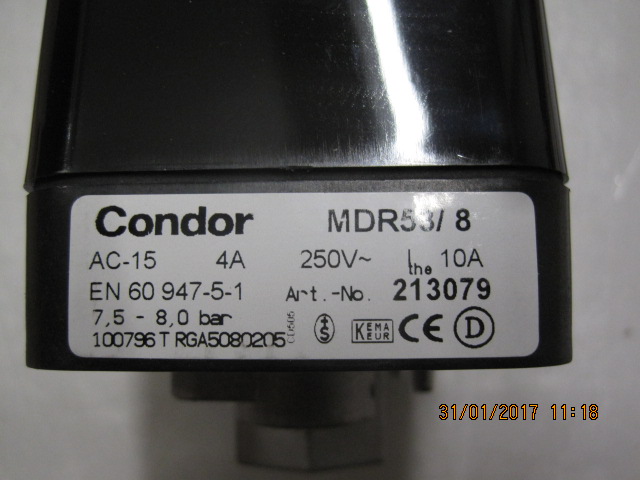 Condor MDR53/ 8
AC-15 4A 250V~ Ithe 10A
EN 60 947-5-1 Art.-No. 213079
7,5 - 8,0 bar
100796 T RGA5080205
KEMA
KEUR
CE D
31/01/2017 11:18